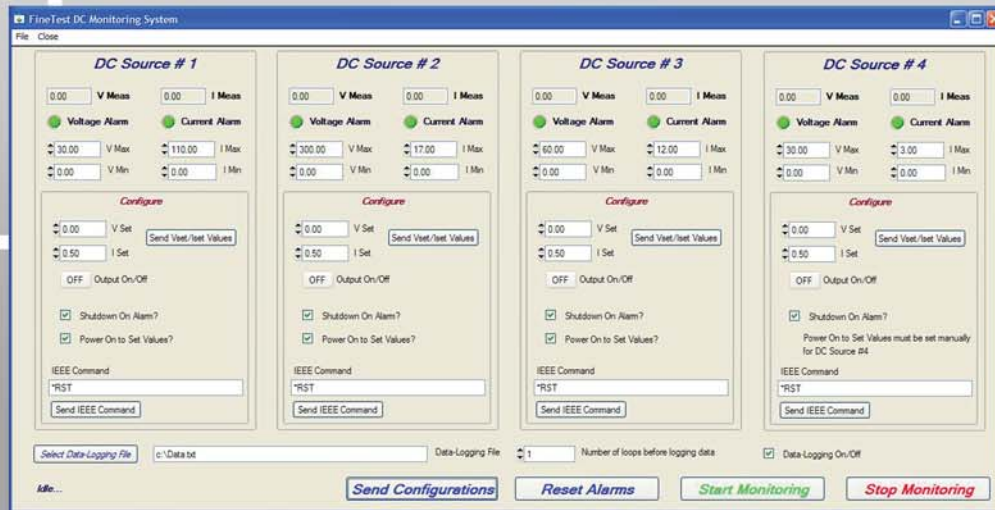 FineTest DC Monitoring System
File Close
DC Source # 1
0.00 V Meas 0.00 I Meas
Voltage Alarm Current Alarm
30.00 V Max 110.00 I Max
0.00 V Min 0.00 I Min
Configure
0.00 V Set
Send Vset/Iset Values
0.50 I Set
OFF Output On/Off
Shutdown On Alarm?
Power On to Set Values?
IEEE Command
*RST
Send IEEE Command
DC Source # 2
0.00 V Meas 0.00 I Meas
Voltage Alarm Current Alarm
300.00 V Max 17.00 I Max
0.00 V Min 0.00 I Min
Configure
0.00 V Set
Send Vset/Iset Values
0.50 I Set
OFF Output On/Off
Shutdown On Alarm?
Power On to Set Values?
IEEE Command
*RST
Send IEEE Command
DC Source # 3
0.00 V Meas 0.00 I Meas
Voltage Alarm Current Alarm
60.00 V Max 12.00 I Max
0.00 V Min 0.00 I Min
Configure
0.00 V Set
Send Vset/Iset Values
0.50 I Set
OFF Output On/Off
Shutdown On Alarm?
Power On to Set Values?
IEEE Command
*RST
Send IEEE Command
DC Source # 4
0.00 V Meas 0.00 I Meas
Voltage Alarm Current Alarm
30.00 V Max 3.00 I Max
0.00 V Min 0.00 I Min
Configure
0.00 V Set
Send Vset/Iset Values
0.50 I Set
OFF Output On/Off
Shutdown On Alarm?
Power On to Set Values must be set manually
for DC Source #4
IEEE Command
*RST
Send IEEE Command
Select Data-Logging File c:\Data.txt Data-Logging File 1 Number of loops before logging data Data-Logging On/Off
Idle... Send Configurations Reset Alarms Start Monitoring Stop Monitoring